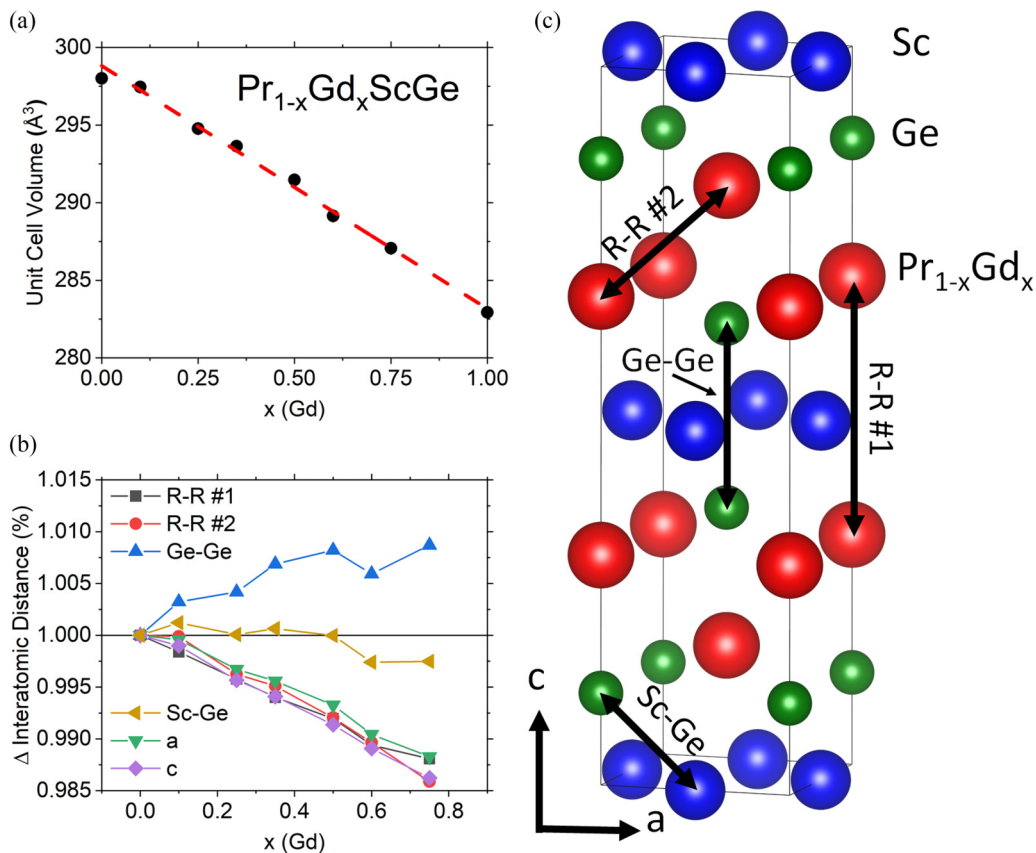 (a)
300
295
290
285
280
Unit Cell Volume (Å³)
Pr₁₋ₓGdₓScGe
0.00 0.25 0.50 0.75 1.00
x (Gd)
(b)
1.015
1.010
1.005
1.000
0.995
0.990
0.985
Δ Interatomic Distance (%)
R-R #1
R-R #2
Ge-Ge
Sc-Ge
a
c
0.0 0.2 0.4 0.6 0.8
x (Gd)
(c)
Sc
Ge
R-R #2
Pr₁₋ₓGdₓ
Ge-Ge
R-R #1
Sc-Ge
c
a